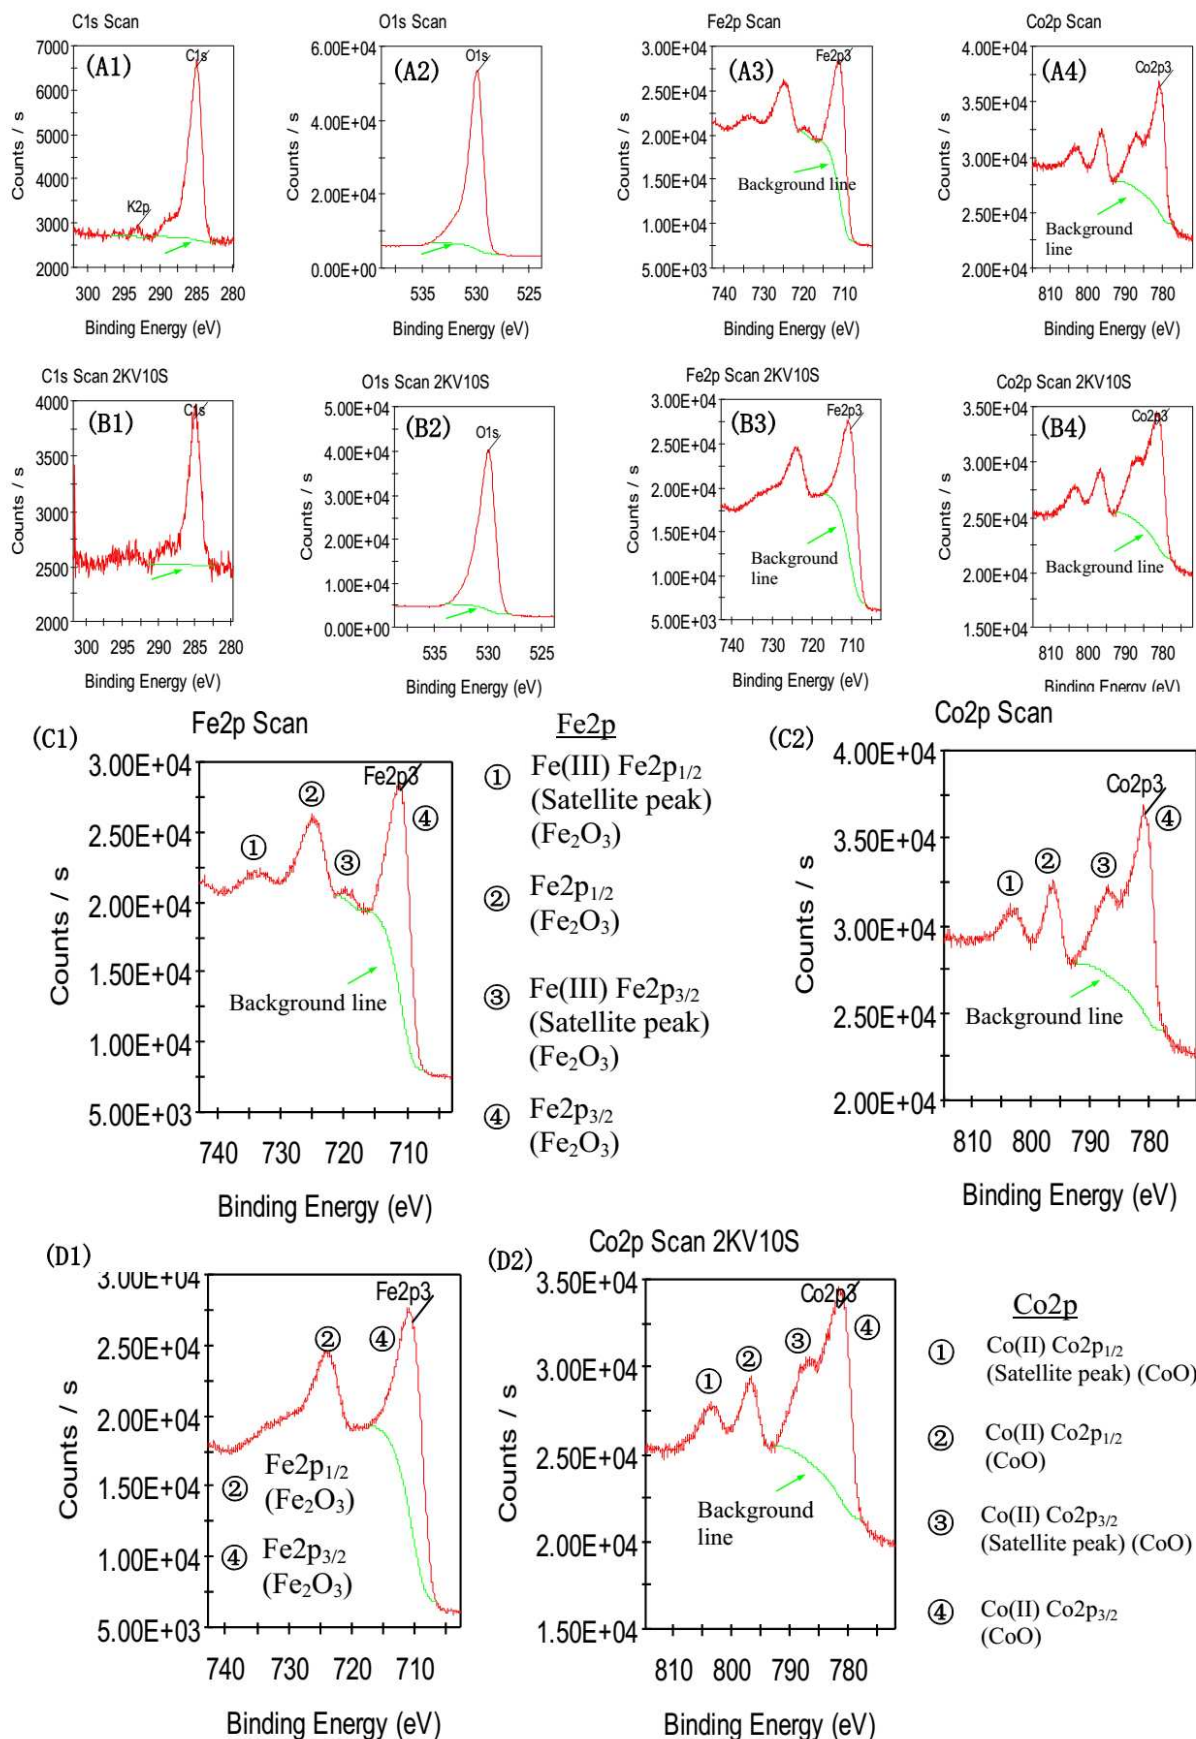 C1s Scan
(A1)
7000
6000
5000
4000
3000
2000
C1s
K2p
Counts / s
300 295 290 285 280
Binding Energy (eV)
O1s Scan
(A2)
6.00E+04
4.00E+04
2.00E+04
0.00E+00
O1s
Counts / s
535 530 525
Binding Energy (eV)
Fe2p Scan
(A3)
3.00E+04
2.50E+04
2.00E+04
1.50E+04
1.00E+04
5.00E+03
Fe2p3
Background line
Counts / s
740 730 720 710
Binding Energy (eV)
Co2p Scan
(A4)
4.00E+04
3.50E+04
3.00E+04
2.50E+04
2.00E+04
Co2p3
Background
line
Counts / s
810 800 790 780
Binding Energy (eV)
C1s Scan 2KV10S
(B1)
4000
3500
3000
2500
2000
C1s
Counts / s
300 295 290 285 280
Binding Energy (eV)
O1s Scan 2KV10S
(B2)
5.00E+04
4.00E+04
3.00E+04
2.00E+04
1.00E+04
0.00E+00
O1s
Counts / s
535 530 525
Binding Energy (eV)
Fe2p Scan 2KV10S
(B3)
3.00E+04
2.50E+04
2.00E+04
1.50E+04
1.00E+04
5.00E+03
Fe2p3
Background
line
Counts / s
740 730 720 710
Binding Energy (eV)
Co2p Scan 2KV10S
(B4)
3.50E+04
3.00E+04
2.50E+04
2.00E+04
1.50E+04
Co2p3
Background line
Counts / s
810 800 790 780
Binding Energy (eV)
(C1)
Fe2p Scan
3.00E+04
2.50E+04
2.00E+04
1.50E+04
1.00E+04
5.00E+03
Fe2p3
① ② ③ ④
Background line
Counts / s
740 730 720 710
Binding Energy (eV)
Fe2p
① Fe(III) Fe2p₁/₂
(Satellite peak)
(Fe₂O₃)
② Fe2p₁/₂
(Fe₂O₃)
③ Fe(III) Fe2p₃/₂
(Satellite peak)
(Fe₂O₃)
④ Fe2p₃/₂
(Fe₂O₃)
(C2)
Co2p Scan
4.00E+04
3.50E+04
3.00E+04
2.50E+04
2.00E+04
Co2p3
① ② ③ ④
Background line
Counts / s
810 800 790 780
Binding Energy (eV)
(D1)
3.00E+04
2.50E+04
2.00E+04
1.50E+04
1.00E+04
5.00E+03
Fe2p3
② ④
② Fe2p₁/₂
(Fe₂O₃)
④ Fe2p₃/₂
(Fe₂O₃)
Counts / s
740 730 720 710
Binding Energy (eV)
(D2)
Co2p Scan 2KV10S
3.50E+04
3.00E+04
2.50E+04
2.00E+04
1.50E+04
Co2p3
① ② ③ ④
Background
line
Counts / s
810 800 790 780
Binding Energy (eV)
Co2p
① Co(II) Co2p₁/₂
(Satellite peak) (CoO)
② Co(II) Co2p₁/₂
(CoO)
③ Co(II) Co2p₃/₂
(Satellite peak) (CoO)
④ Co(II) Co2p₃/₂
(CoO)